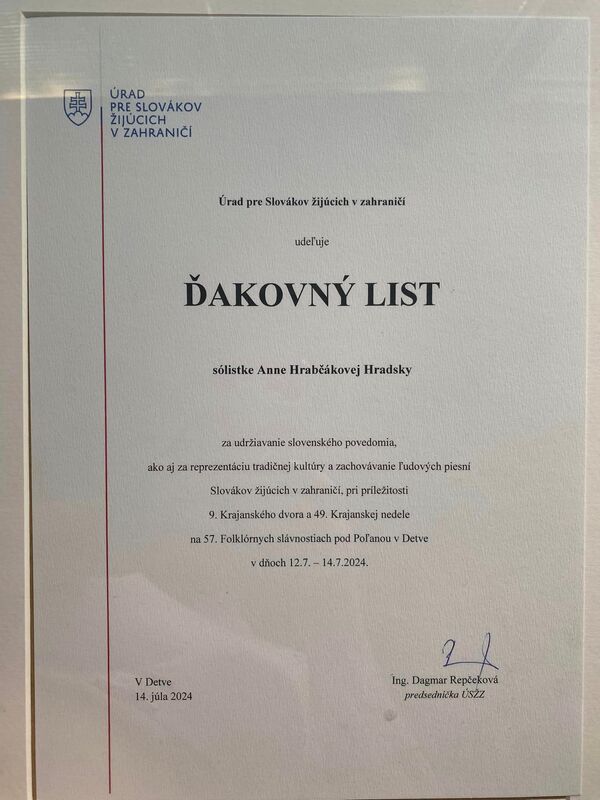 ÚRAD
PRE SLOVÁKOV
ŽIJÚCICH
V ZAHRANIČÍ
Úrad pre Slovákov žijúcich v zahraničí
udeľuje
ĎAKOVNÝ LIST
sólistke Anne Hrabčákovej Hradsky
za udržiavanie slovenského povedomia,
ako aj za reprezentáciu tradičnej kultúry a zachovávanie ľudových piesní
Slovákov žijúcich v zahraničí, pri príležitosti
9. Krajanského dvora a 49. Krajanskej nedele
na 57. Folklórnych slávnostiach pod Poľanou v Detve
v dňoch 12.7. – 14.7.2024.
V Detve
14. júla 2024
Ing. Dagmar Repčeková
predsedníčka ÚSŽZ